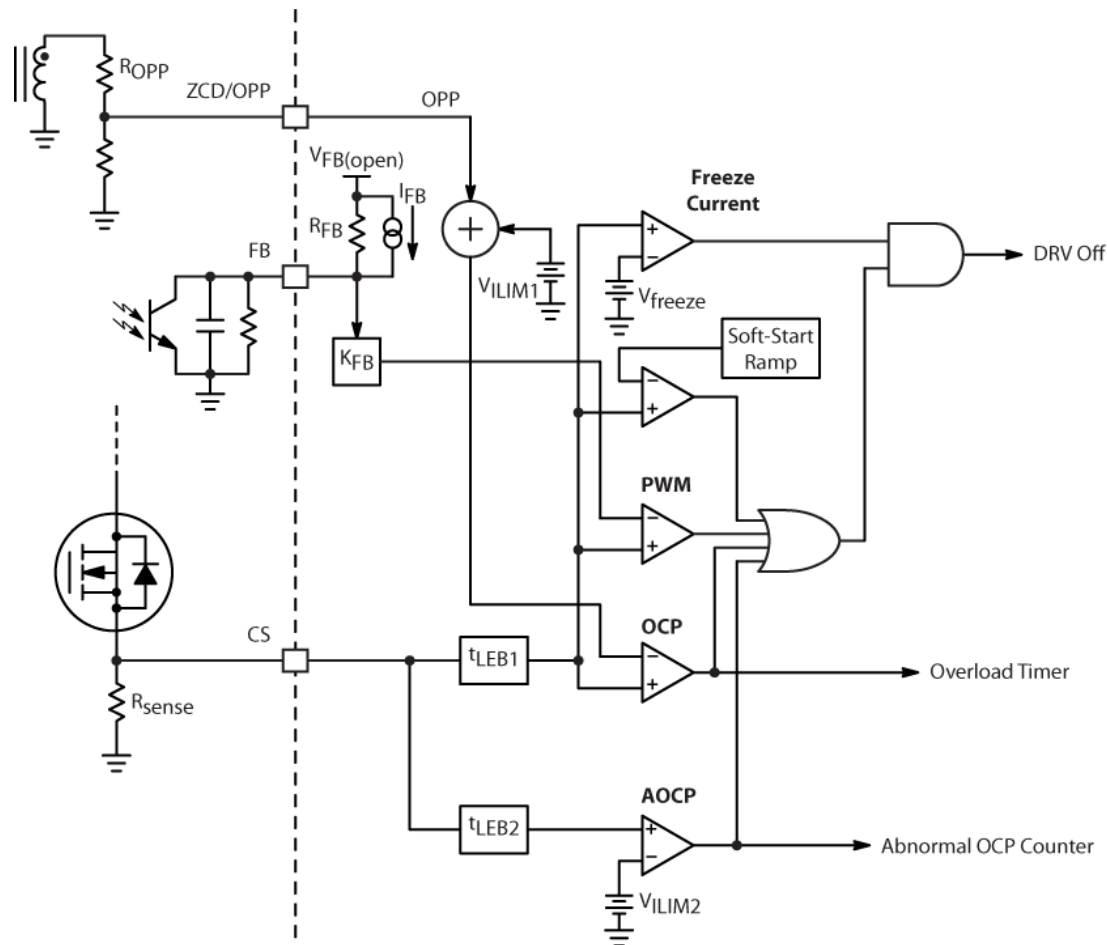 ROPP
ZCD/OPP
OPP
VFB(open)
IFB
RFB
FB
+
VILIM1
KFB
Freeze
Current
+
−
Vfreeze
DRV Off
Soft-Start
Ramp
−
+
PWM
−
+
CS
tLEB1
OCP
−
+
Overload Timer
Rsense
tLEB2
AOCP
+
−
Abnormal OCP Counter
VILIM2